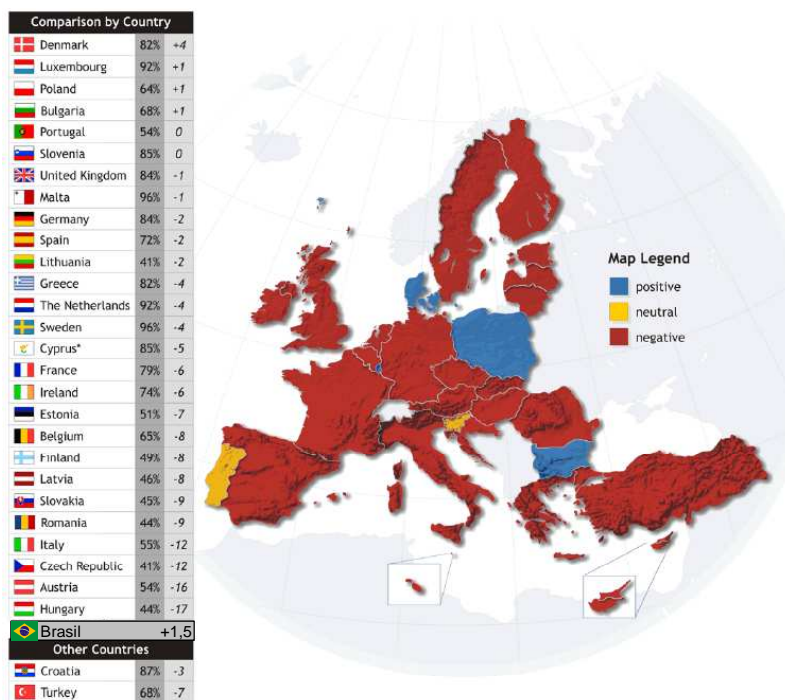 Comparison by Country
Denmark 82% +4
Luxembourg 92% +1
Poland 64% +1
Bulgaria 68% +1
Portugal 54% 0
Slovenia 85% 0
United Kingdom 84% -1
Malta 96% -1
Germany 84% -2
Spain 72% -2
Lithuania 41% -2
Greece 82% -4
The Netherlands 92% -4
Sweden 96% -4
Cyprus* 85% -5
France 79% -6
Ireland 74% -6
Estonia 51% -7
Belgium 65% -8
Finland 49% -8
Latvia 46% -8
Slovakia 45% -9
Romania 44% -9
Italy 55% -12
Czech Republic 41% -12
Austria 54% -16
Hungary 44% -17
Brasil +1,5
Other Countries
Croatia 87% -3
Turkey 68% -7
Map Legend
positive
neutral
negative